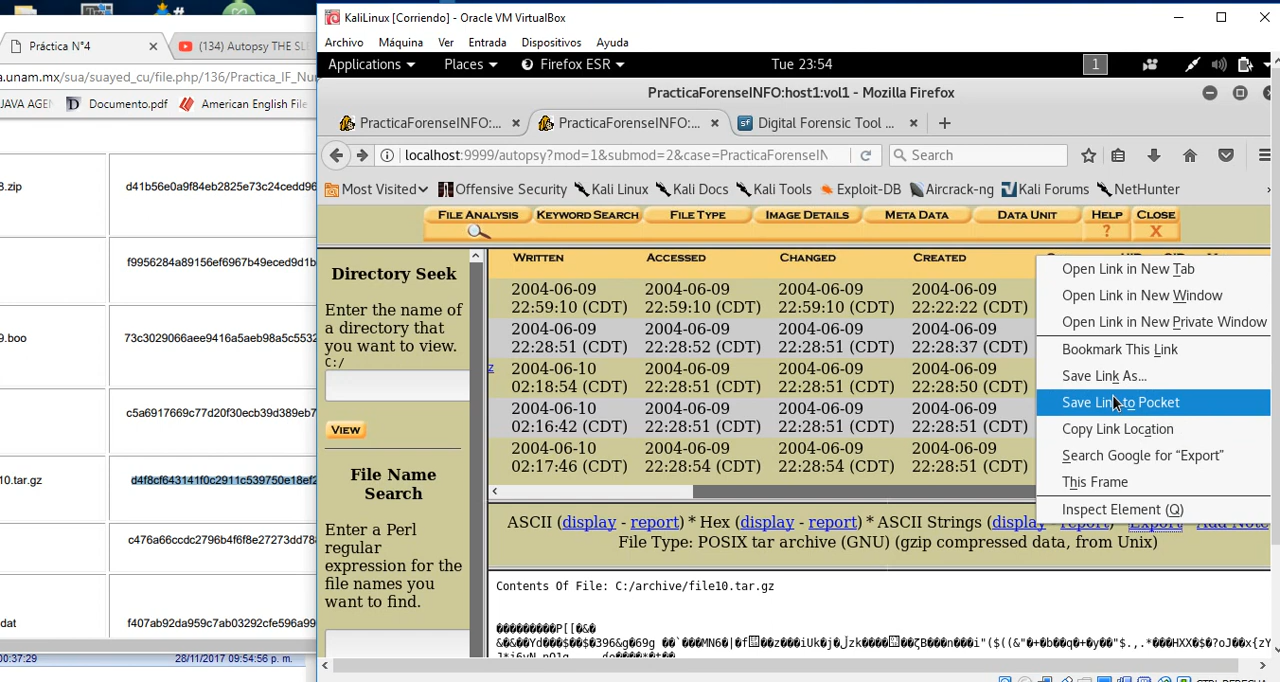 KaliLinux [Corriendo] - Oracle VM VirtualBox
Archivo Máquina Ver Entrada Dispositivos Ayuda
Applications Places Firefox ESR Tue 23:54 1
PracticaForenseINFO:host1:vol1 - Mozilla Firefox
PracticaForenseINFO:... PracticaForenseINFO:... Digital Forensic Tool ...
localhost:9999/autopsy?mod=1&submod=2&case=PracticaForenseIN Search
Most Visited Offensive Security Kali Linux Kali Docs Kali Tools Exploit-DB Aircrack-ng Kali Forums NetHunter
FILE ANALYSIS KEYWORD SEARCH FILE TYPE IMAGE DETAILS META DATA DATA UNIT HELP CLOSE
? X
Práctica N°4 (134) Autopsy THE SL
a.unam.mx/sua/suayed_cu/file.php/136/Practica_IF_Nu
JAVA AGE Documento.pdf American English File
8.zip d41b56e0a9f84eb2825e73c24cedd96
f9956284a89156ef6967b49eced9d1b
9.boo 73c3029066aee9416a5aeb98a5c5532
c5a6917669c77d20f30ecb39d389eb7
10.tar.gz d4f8cf643141f0c2911c539750e18ef2
c476a66ccdc2796b4f6f8e27273dd78
dat f407ab92da959c7ab03292cfe596a99
00:37:29 28/11/2017 09:54:56 p. m.
Directory Seek
Enter the name of
a directory that
you want to view.
C:/
VIEW
File Name
Search
Enter a Perl
regular
expression for the
file names you
want to find.
WRITTEN ACCESSED CHANGED CREATED
2004-06-09 2004-06-09 2004-06-09 2004-06-09
22:59:10 (CDT) 22:59:10 (CDT) 22:59:10 (CDT) 22:22:22 (CDT)
2004-06-09 2004-06-09 2004-06-09 2004-06-09
22:28:51 (CDT) 22:28:52 (CDT) 22:28:51 (CDT) 22:28:37 (CDT)
z 2004-06-10 2004-06-09 2004-06-09 2004-06-09
02:18:54 (CDT) 22:28:51 (CDT) 22:28:51 (CDT) 22:28:50 (CDT)
2004-06-10 2004-06-09 2004-06-09 2004-06-09
02:16:42 (CDT) 22:28:51 (CDT) 22:28:51 (CDT) 22:28:51 (CDT)
2004-06-10 2004-06-09 2004-06-09 2004-06-09
02:17:46 (CDT) 22:28:54 (CDT) 22:28:54 (CDT) 22:28:51 (CDT)
Open Link in New Tab
Open Link in New Window
Open Link in New Private Window
Bookmark This Link
Save Link As...
Save Link to Pocket
Copy Link Location
Search Google for “Export”
This Frame
Inspect Element (Q)
ASCII (display - report) * Hex (display - report) * ASCII Strings (display - report) * Export * Add Note
File Type: POSIX tar archive (GNU) (gzip compressed data, from Unix)
Contents Of File: C:/archive/file10.tar.gz
CTRL DERECHA